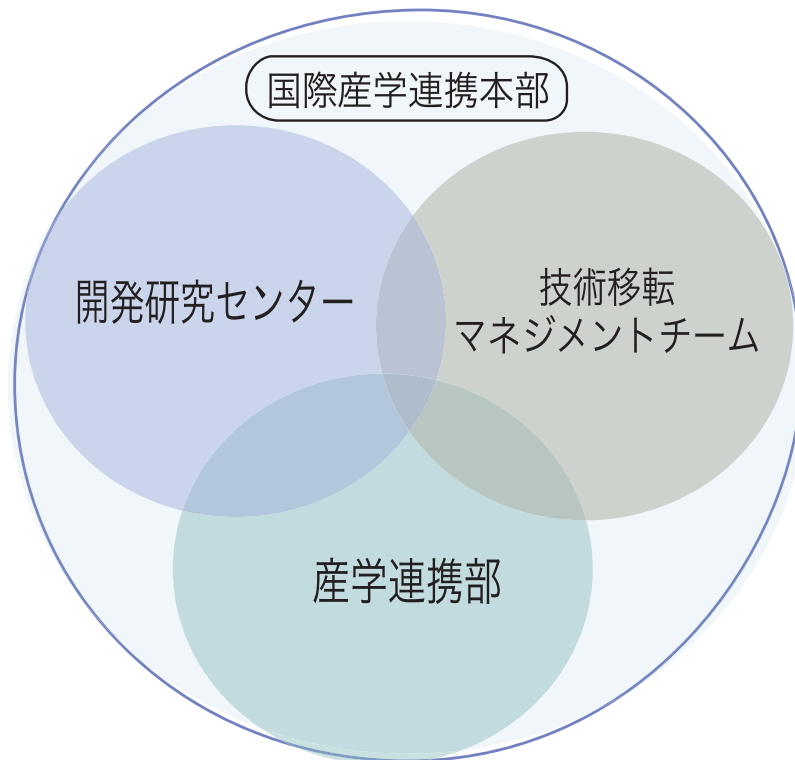 国際産学連携本部
開発研究センター
技術移転
マネジメントチーム
産学連携部